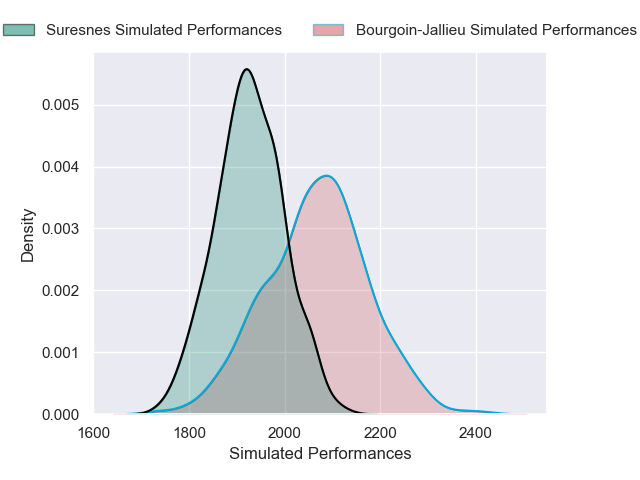 Suresnes Simulated Performances
Bourgoin-Jallieu Simulated Performances
Density
0.005
0.004
0.003
0.002
0.001
0.000
1600 1800 2000 2200 2400
Simulated Performances